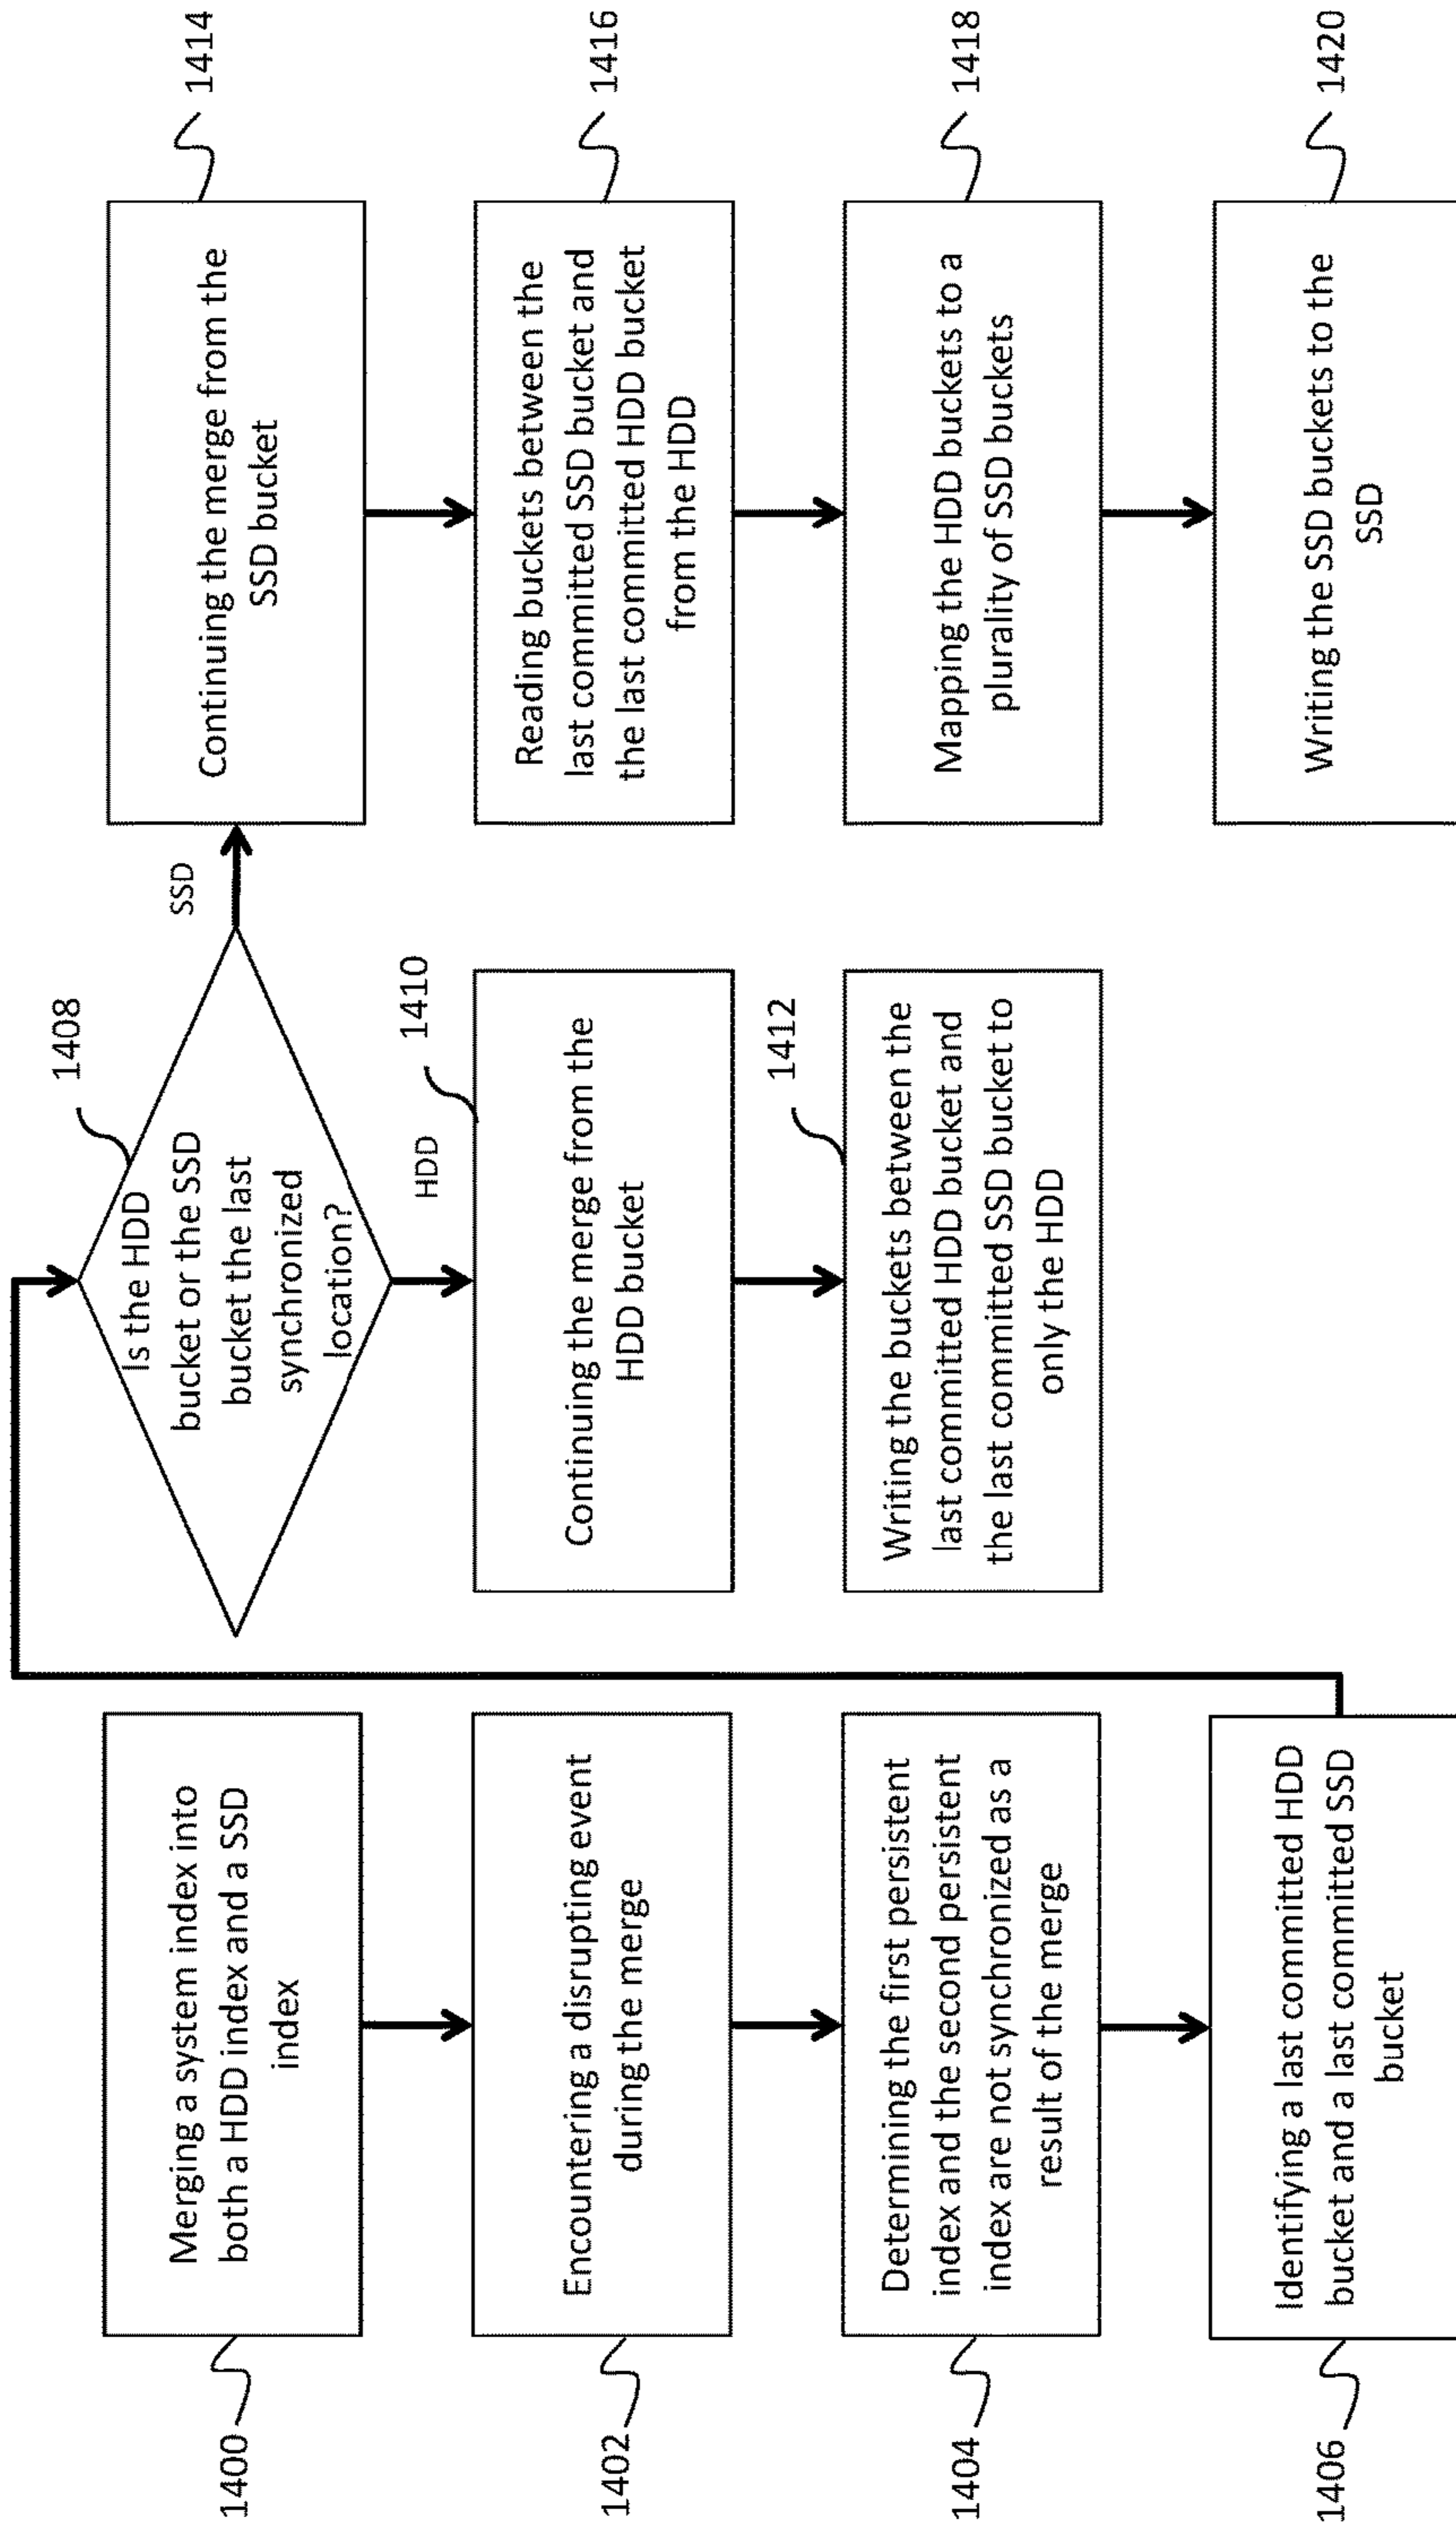 1400
Merging a system index into
both a HDD index and a SSD
index
1402
Encountering a disrupting event
during the merge
1404
Determining the first persistent
index and the second persistent
index are not synchronized as a
result of the merge
1406
Identifying a last committed HDD
bucket and a last committed SSD
bucket
1408
Is the HDD
bucket or the SSD
bucket the last
synchronized
location?
HDD
1410
Continuing the merge from the
HDD bucket
1412
Writing the buckets between the
last committed HDD bucket and
the last committed SSD bucket to
only the HDD
SSD
1414
Continuing the merge from the
SSD bucket
1416
Reading buckets between the
last committed SSD bucket and
the last committed HDD bucket
from the HDD
1418
Mapping the HDD buckets to a
plurality of SSD buckets
1420
Writing the SSD buckets to the
SSD